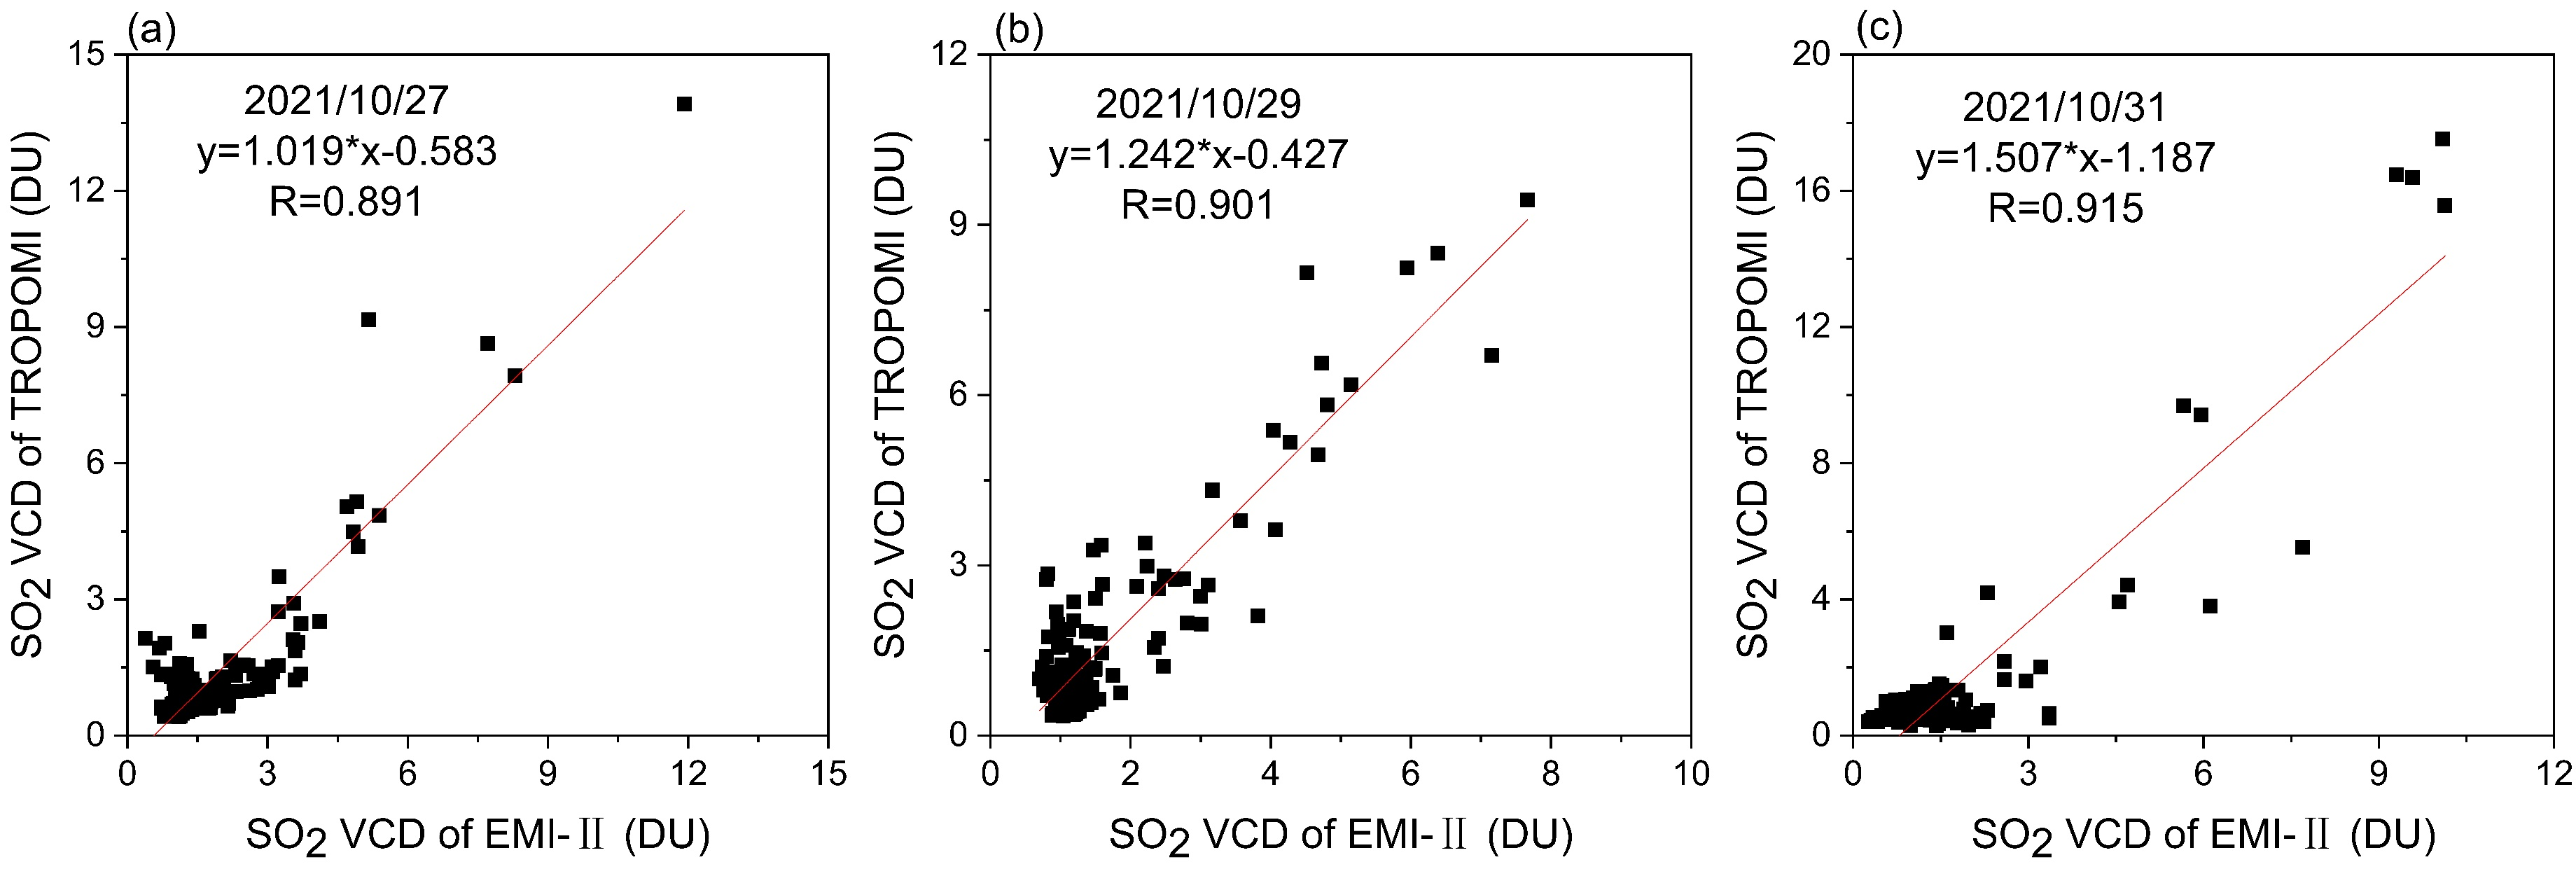 (a)
2021/10/27
y=1.019*x-0.583
R=0.891
15
12
9
6
3
0
0 3 6 9 12 15
SO2 VCD of TROPOMI (DU)
SO2 VCD of EMI-II (DU)
(b)
2021/10/29
y=1.242*x-0.427
R=0.901
12
9
6
3
0
0 2 4 6 8 10
SO2 VCD of TROPOMI (DU)
SO2 VCD of EMI-II (DU)
(c)
2021/10/31
y=1.507*x-1.187
R=0.915
20
16
12
8
4
0
0 3 6 9 12
SO2 VCD of TROPOMI (DU)
SO2 VCD of EMI-II (DU)